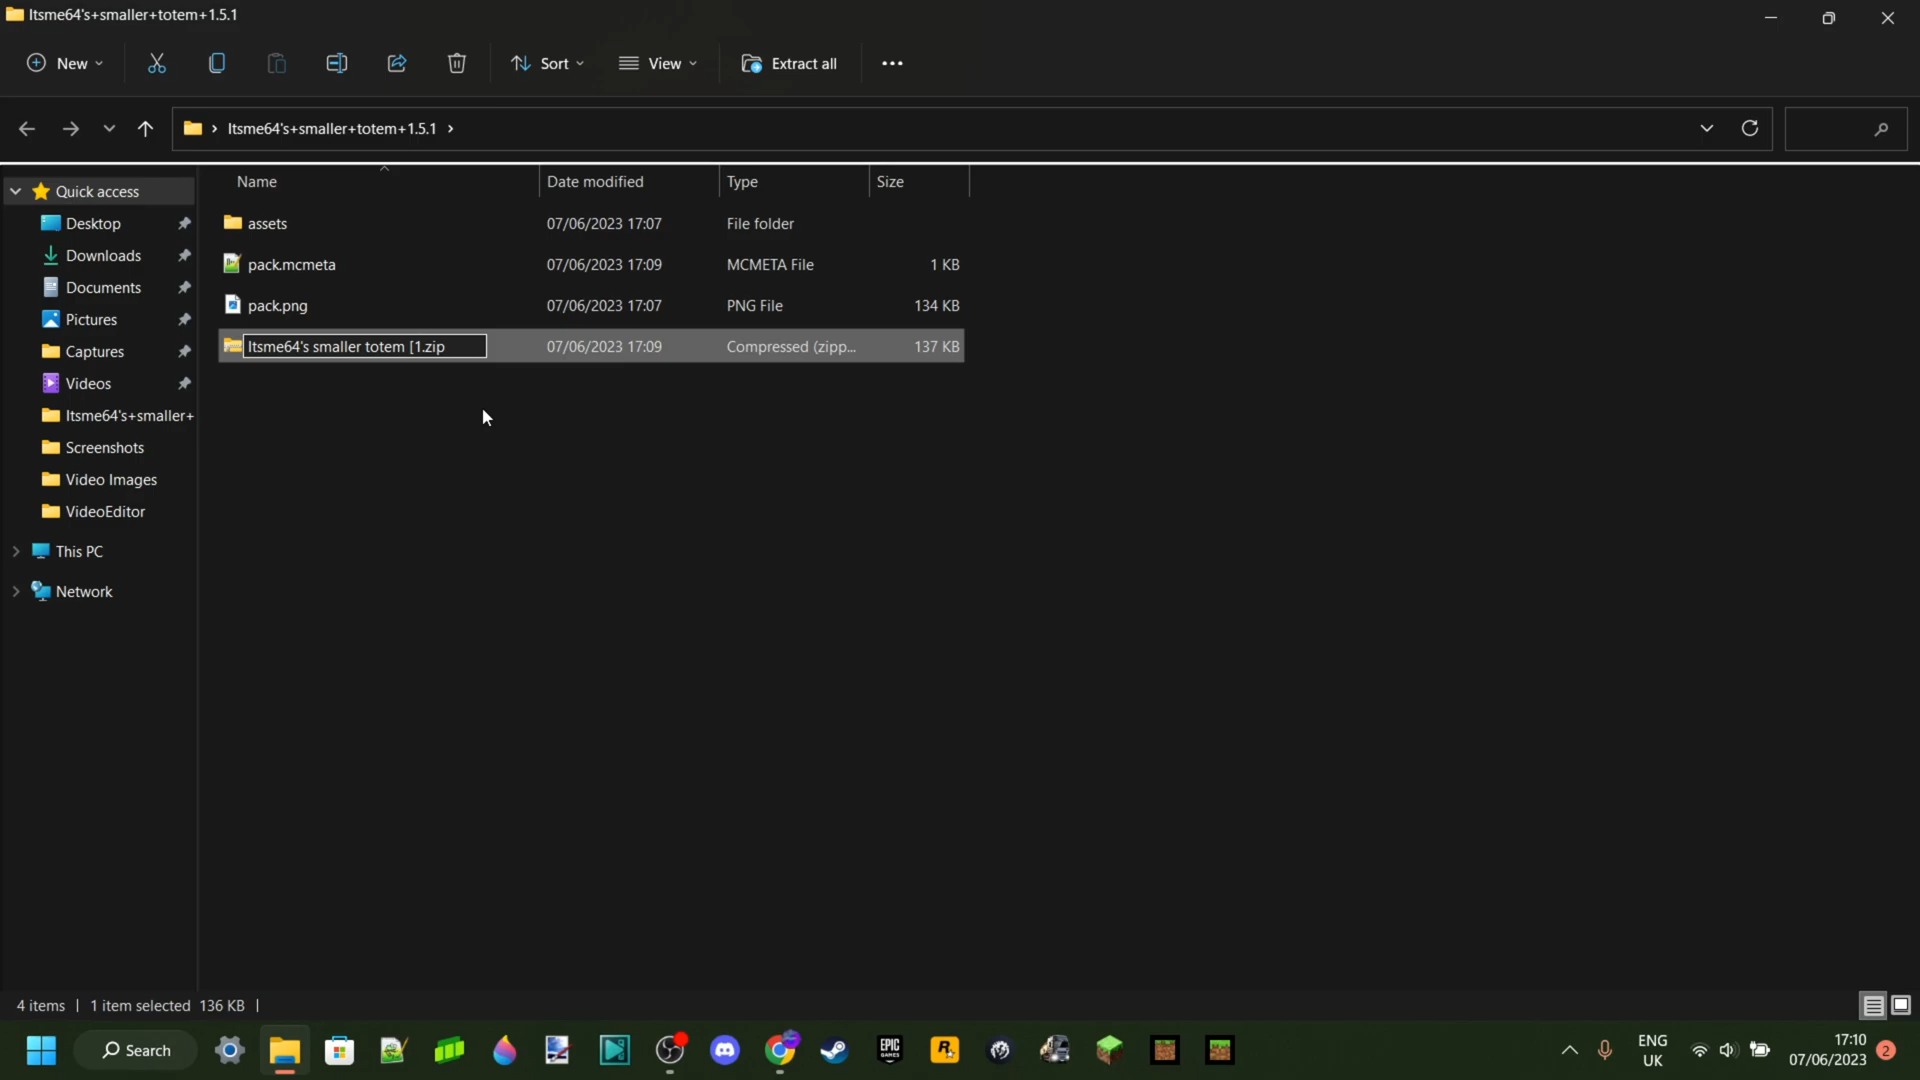 Itsme64's+smaller+totem+1.5.1
New
Sort
View
Extract all
Itsme64's+smaller+totem+1.5.1
Name Date modified Type Size
Quick access
Desktop
Downloads
Documents
Pictures
Captures
Videos
Itsme64's+smaller+
Screenshots
Video Images
VideoEditor
This PC
Network
assets 07/06/2023 17:07 File folder
pack.mcmeta 07/06/2023 17:09 MCMETA File 1 KB
pack.png 07/06/2023 17:07 PNG File 134 KB
Itsme64's smaller totem [1.zip 07/06/2023 17:09 Compressed (zipp... 137 KB
4 items 1 item selected 136 KB
Search
EPIC
GAMES
R
ENG
UK
17:10
07/06/2023
2